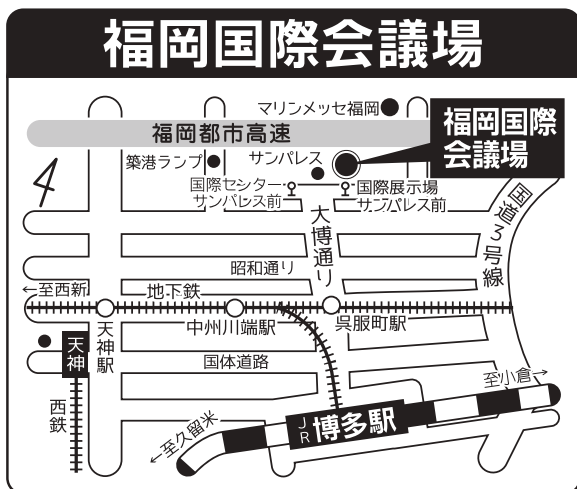 福岡国際会議場
マリンメッセ福岡
福岡都市高速
福岡国際
会議場
築港ランプ
サンパレス
国際センター
サンパレス前
国際展示場
サンパレス前
国道3号線
大博通り
昭和通り
←至西新
地下鉄
中州川端駅
呉服町駅
天神駅
天神
国体道路
西鉄
至小倉→
←至久留米
JR博多駅